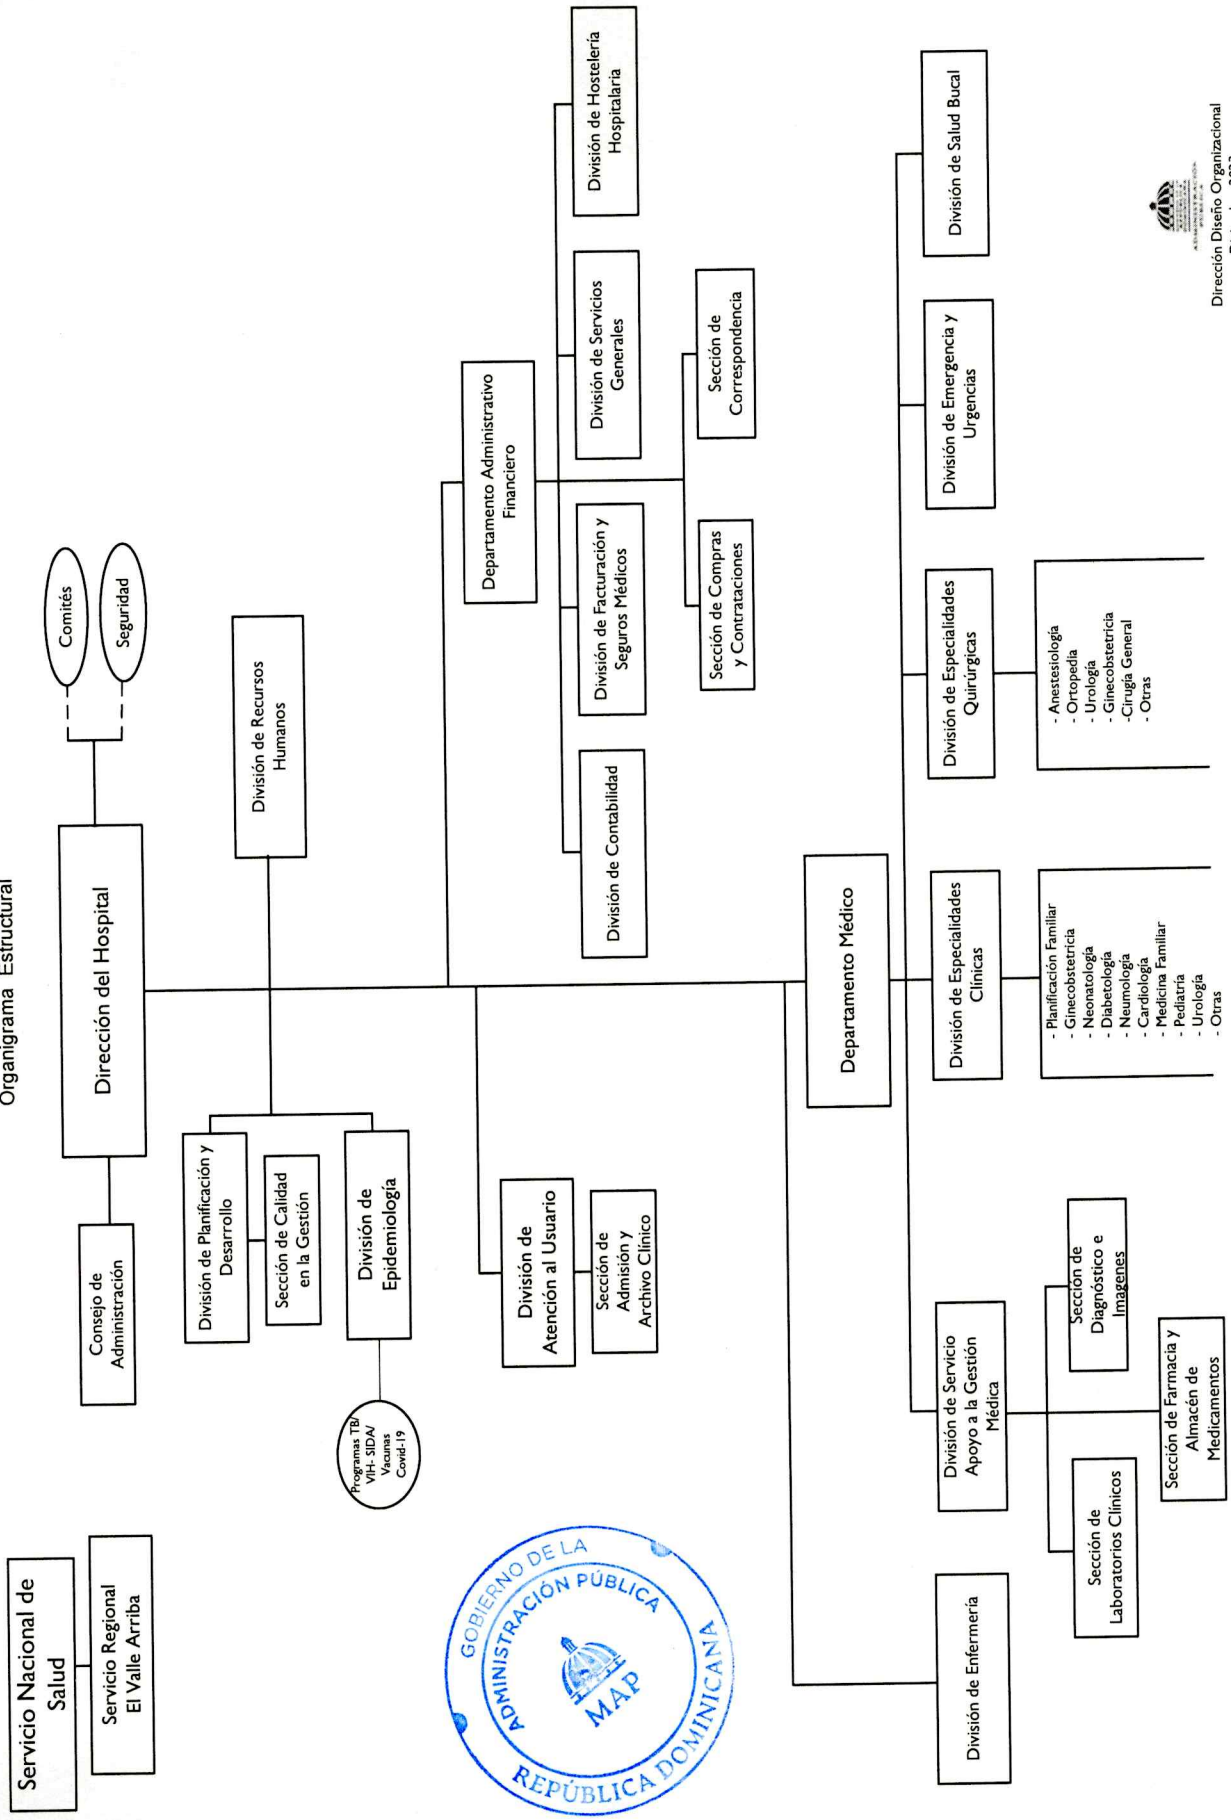 Organigrama Estructural
Servicio Nacional de
Salud
Servicio Regional
El Valle Arriba
Consejo de
Administración
Dirección del Hospital
Comités
Seguridad
División de Planificación y
Desarrollo
Sección de Calidad
en la Gestión
División de Recursos
Humanos
Programas TB/
VIH- SIDA/
Vacunas
Covid-19
División de
Epidemiología
División de
Atención al Usuario
Sección de
Admisión y
Archivo Clínico
Departamento Administrativo
Financiero
División de Contabilidad
División de Facturación y
Seguros Médicos
División de Servicios
Generales
División de Hostelería
Hospitalaria
Sección de Compras
y Contrataciones
Sección de
Correspondencia
GOBIERNO DE LA
REPÚBLICA DOMINICANA
ADMINISTRACIÓN PÚBLICA
MAP
Departamento Médico
División de Enfermería
División de Servicio
Apoyo a la Gestión
Médica
División de Especialidades
Clínicas
División de Especialidades
Quirúrgicas
División de Emergencia y
Urgencias
División de Salud Bucal
Sección de
Laboratorios Clínicos
Sección de
Diagnóstico e
Imagenes
Sección de Farmacia y
Almacén de
Medicamentos
- Planificación Familiar
- Ginecobstetricia
- Neonatología
- Diabetología
- Neumología
- Cardiología
- Medicina Familiar
- Pediatría
- Urología
- Otras
- Anestesiología
- Ortopedia
- Urología
- Ginecobstetricia
-Cirugía General
- Otras
ADMINISTRACIÓN
PÚBLICA
Dirección Diseño Organizacional